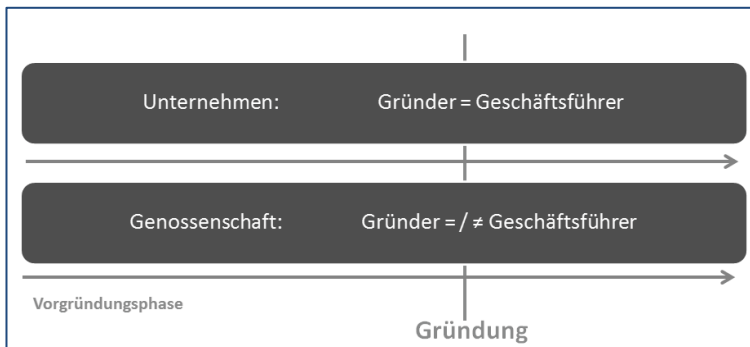 Unternehmen: Gründer = Geschäftsführer
Genossenschaft: Gründer = / ≠ Geschäftsführer
Vorgründungsphase
Gründung